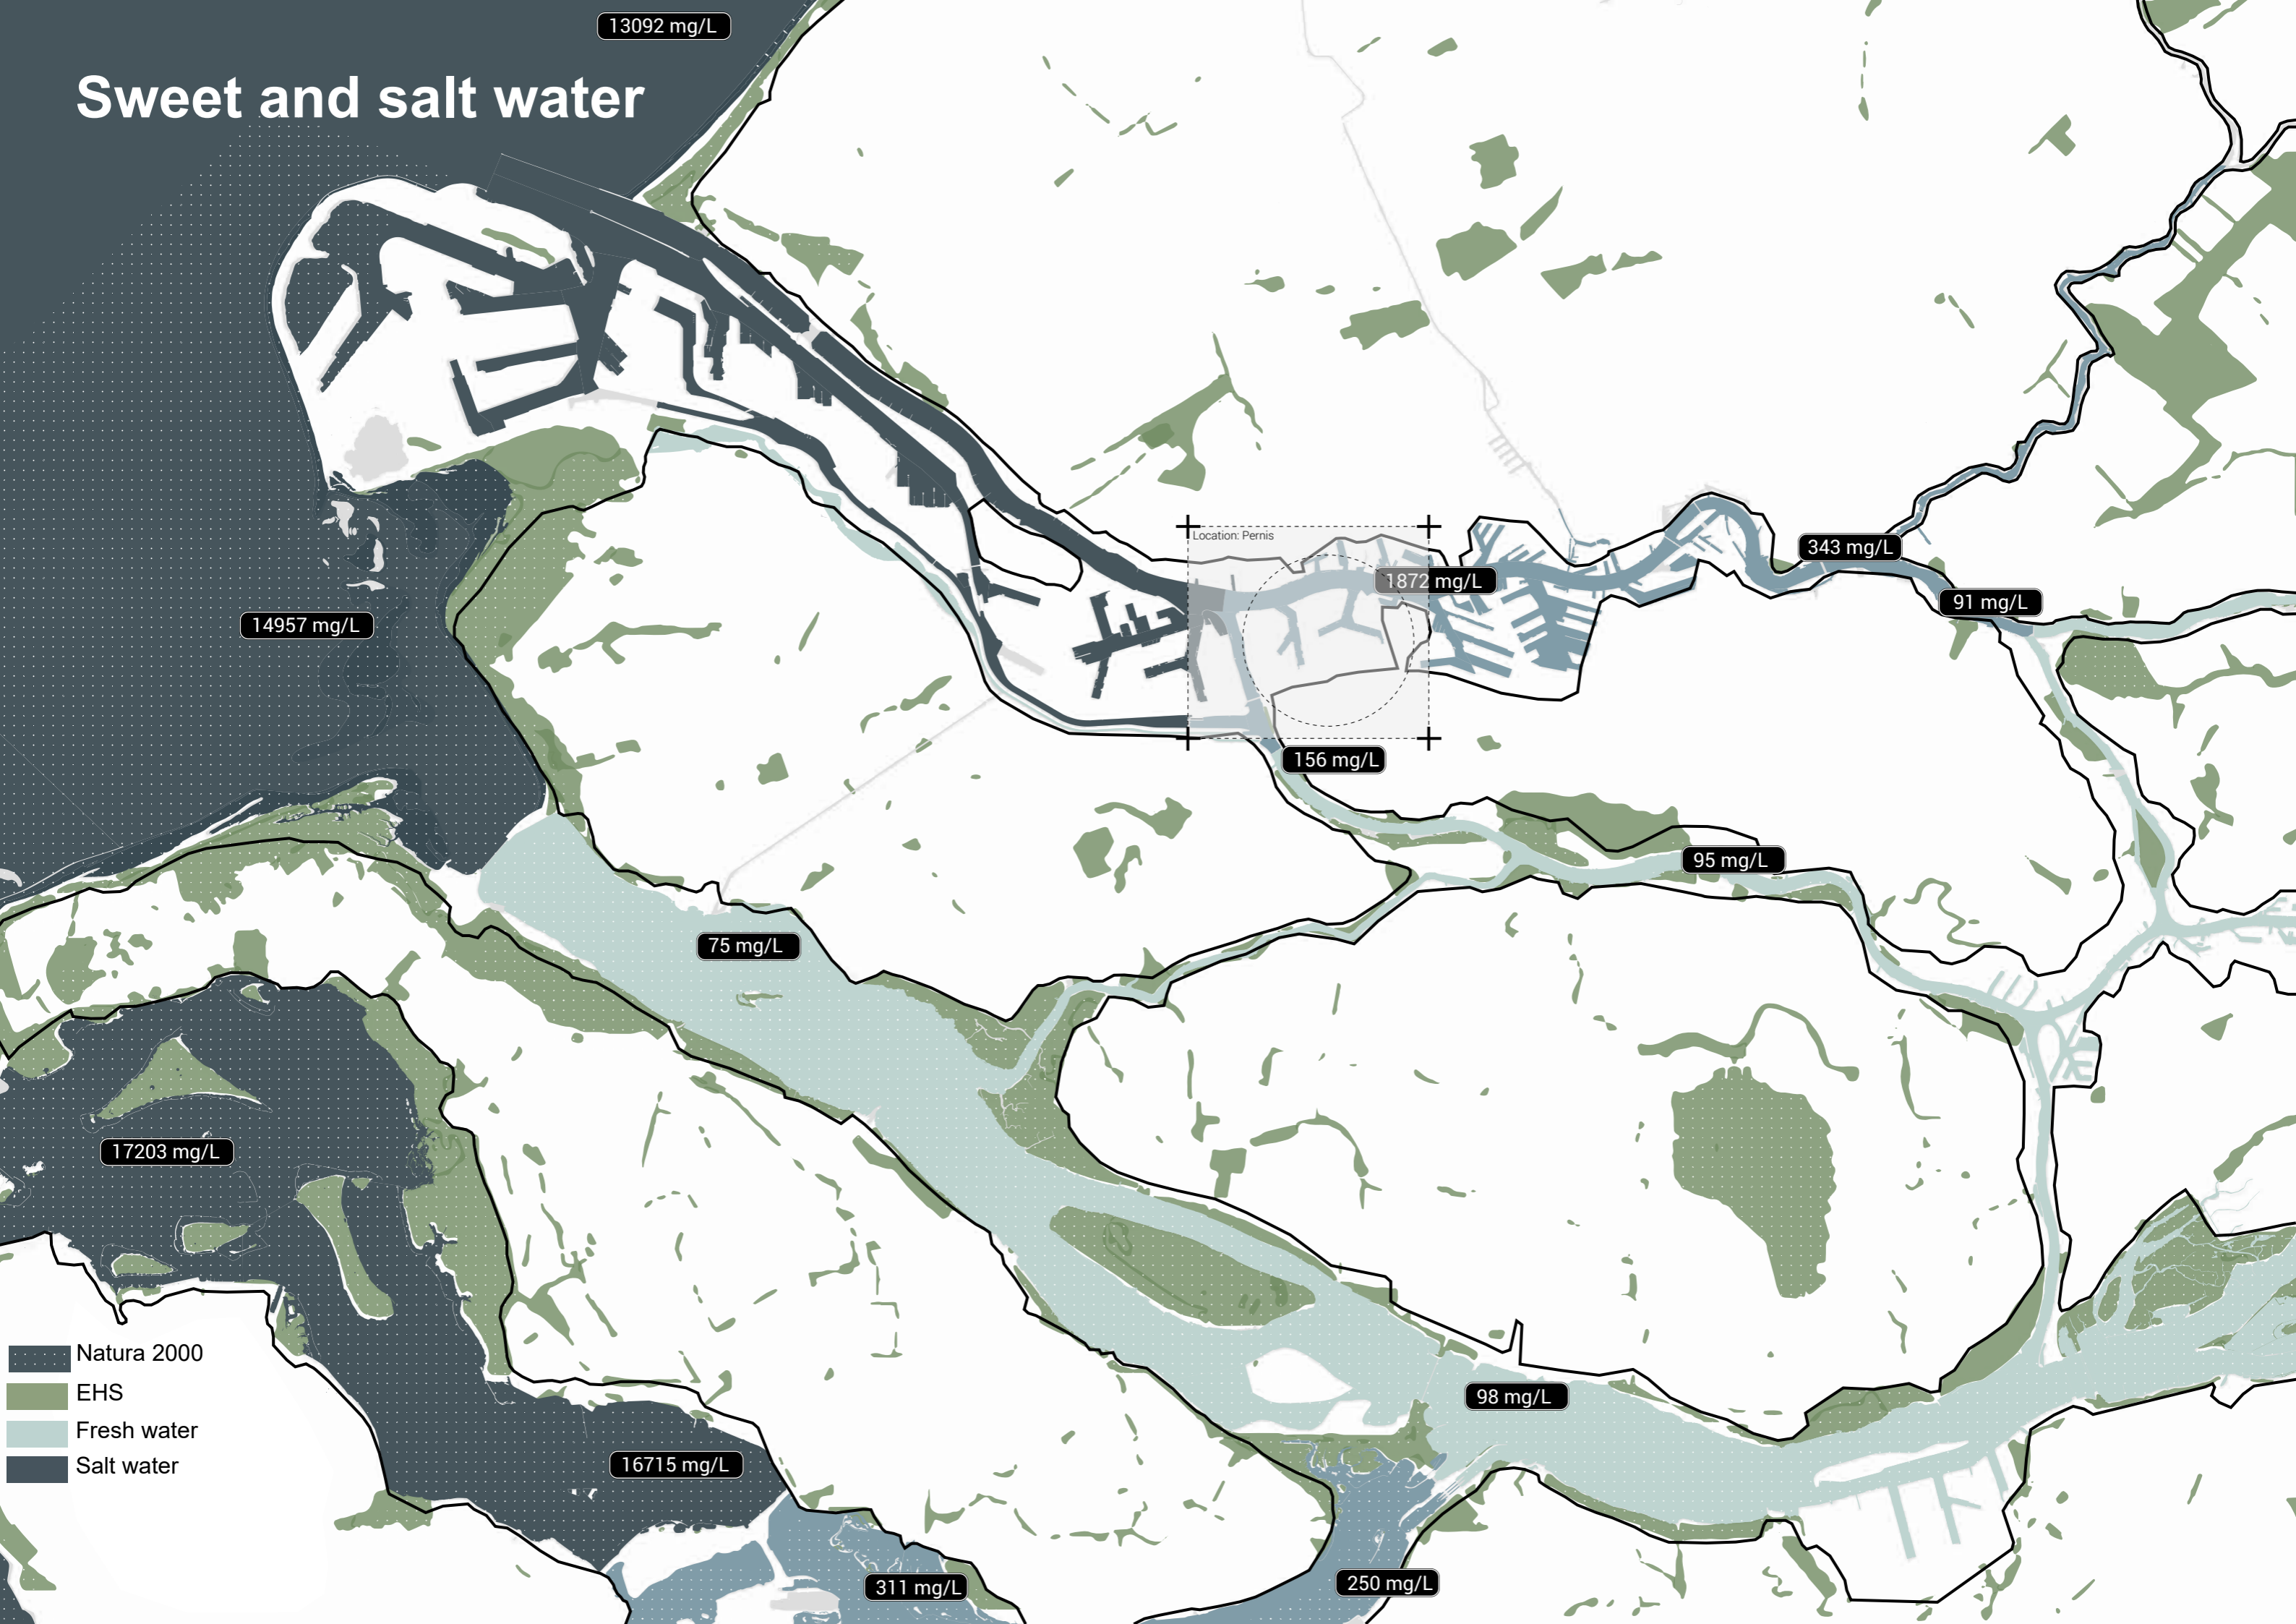 13092 mg/L
Sweet and salt water
Location: Pernis
343 mg/L
1872 mg/L
91 mg/L
14957 mg/L
156 mg/L
95 mg/L
75 mg/L
17203 mg/L
Natura 2000
EHS
98 mg/L
Fresh water
Salt water
16715 mg/L
311 mg/L
250 mg/L